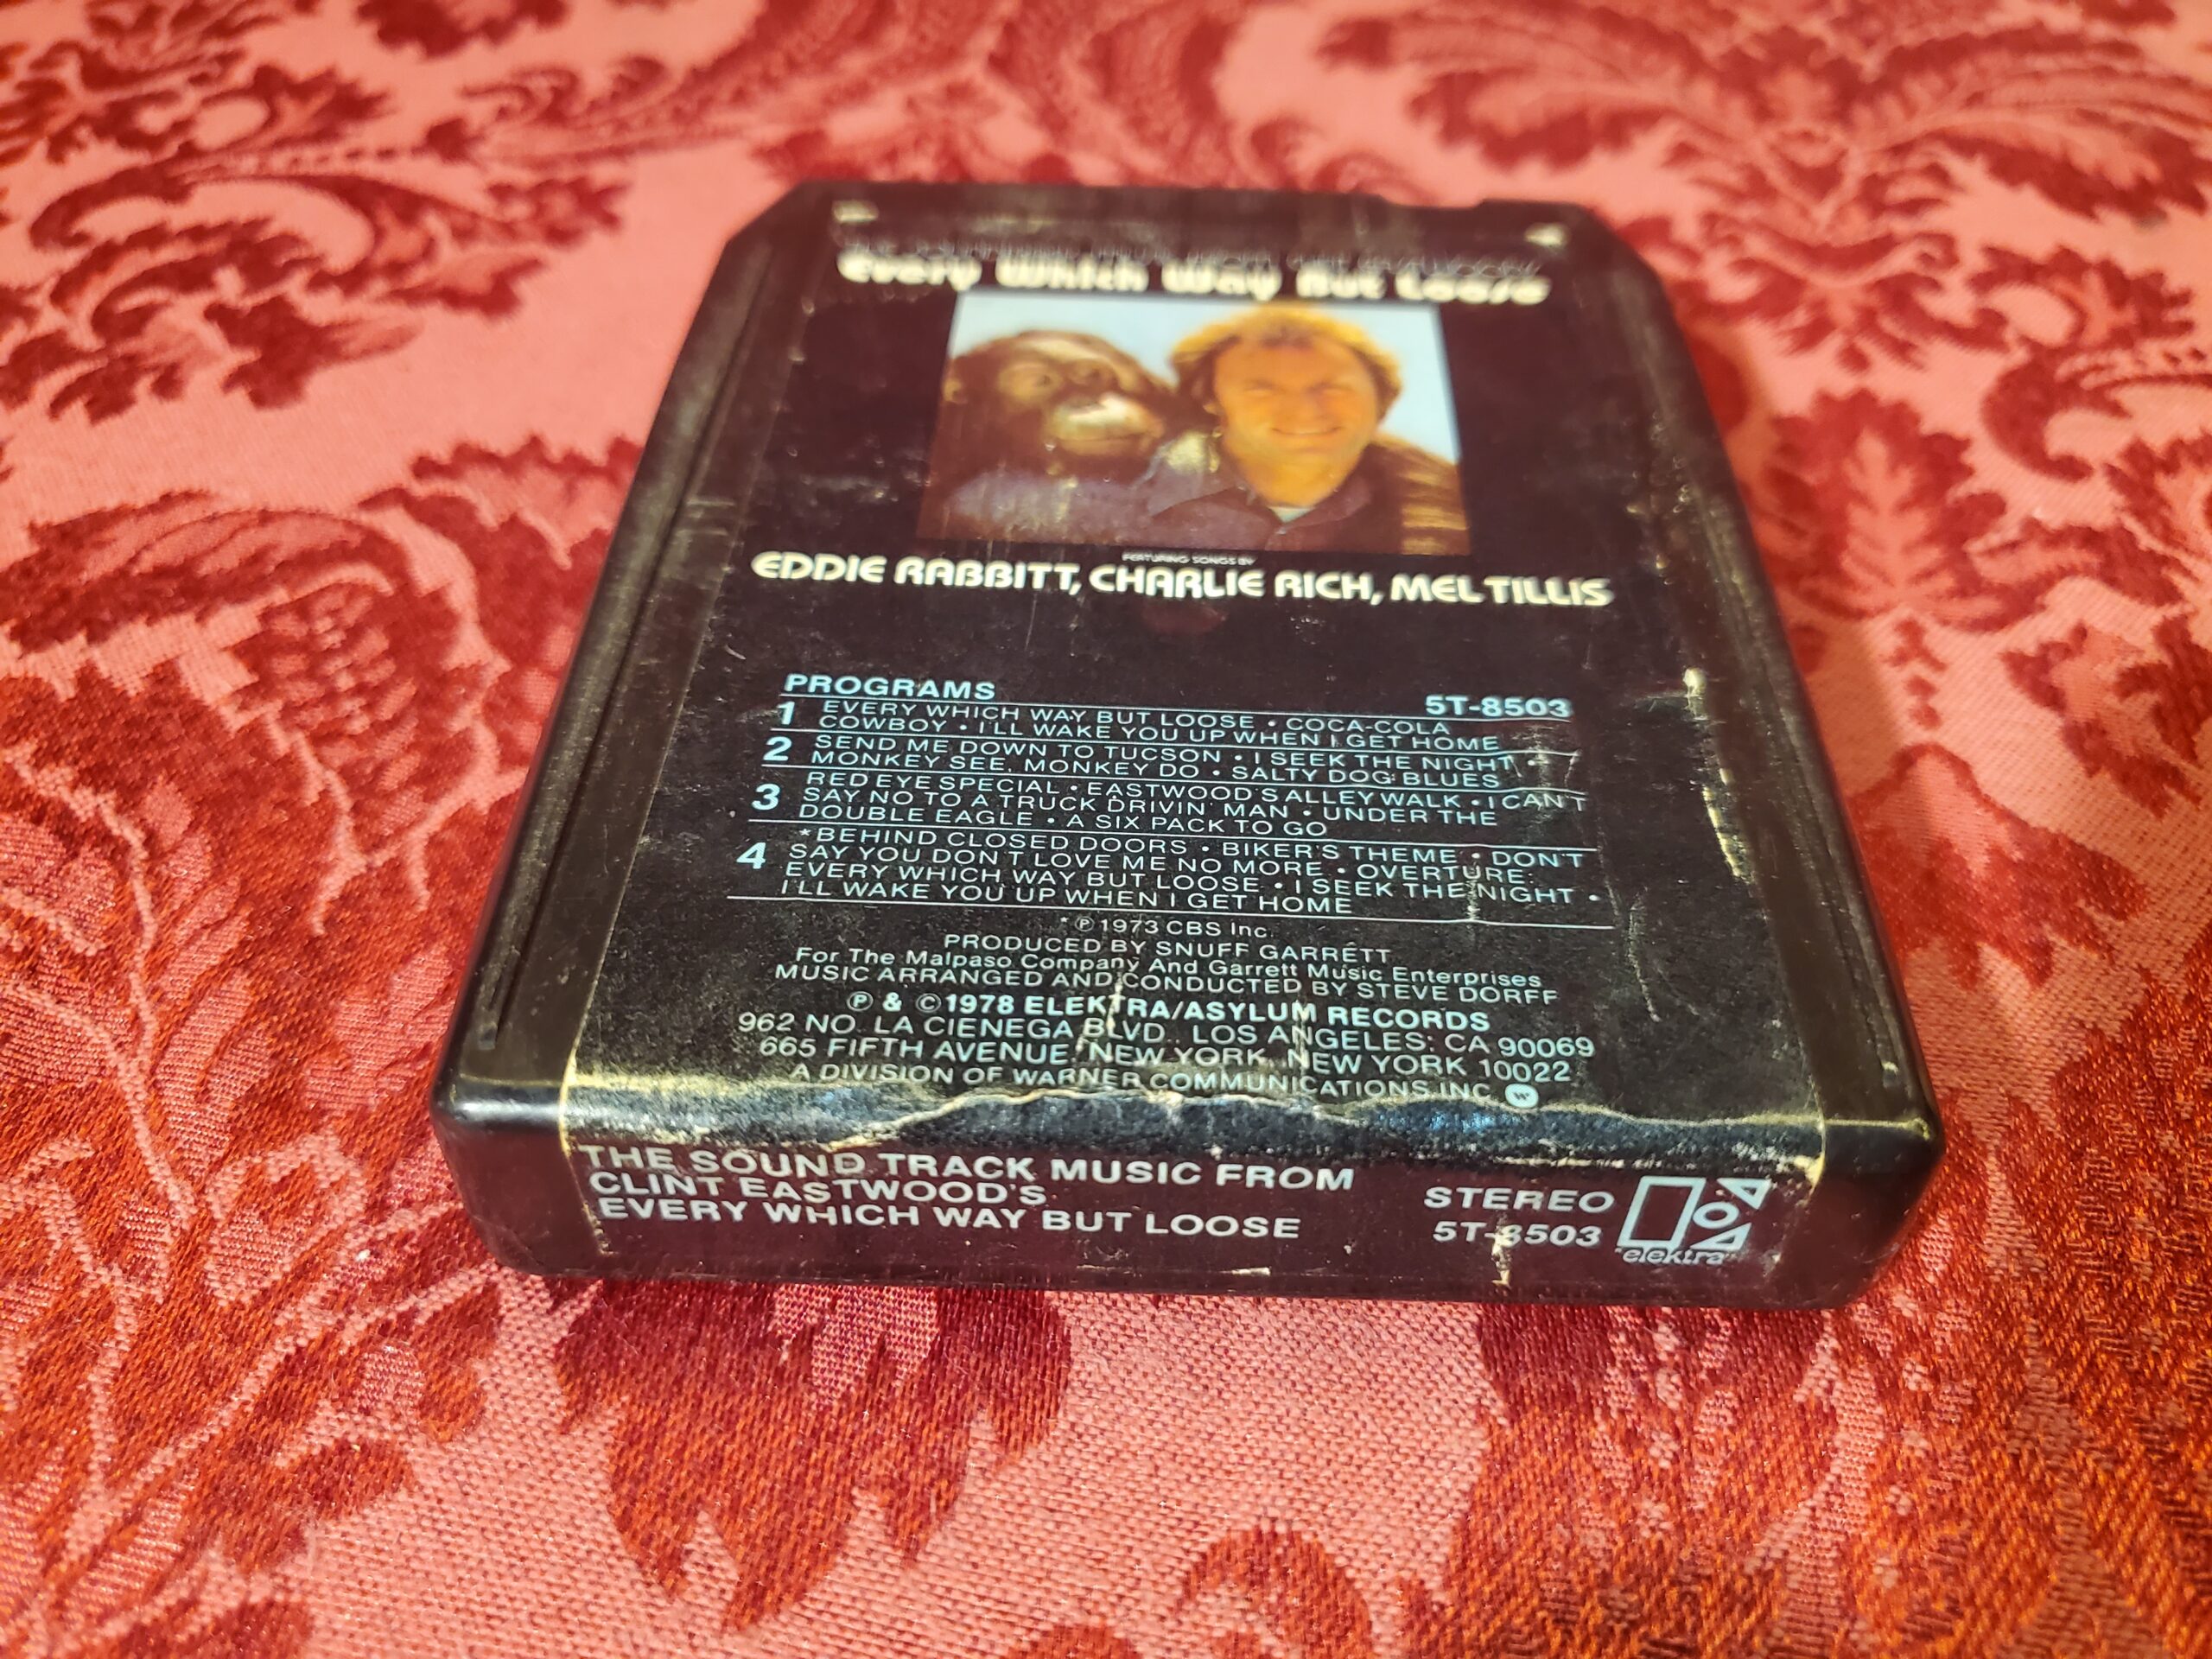 Every Which Way But Loose
FEATURING SONGS BY
EDDIE RABBITT, CHARLIE RICH, MEL TILLIS
PROGRAMS 5T-8503
1 EVERY WHICH WAY BUT LOOSE • COCA-COLA
COWBOY • I'LL WAKE YOU UP WHEN I GET HOME
2 SEND ME DOWN TO TUCSON • I SEEK THE NIGHT •
MONKEY SEE, MONKEY DO • SALTY DOG BLUES
RED EYE SPECIAL • EASTWOOD'S ALLEY WALK • I CAN'T
3 SAY NO TO A TRUCK DRIVIN' MAN • UNDER THE
DOUBLE EAGLE • A SIX PACK TO GO
*BEHIND CLOSED DOORS • BIKER'S THEME • DON'T
4 SAY YOU DON'T LOVE ME NO MORE • OVERTURE:
EVERY WHICH WAY BUT LOOSE • I SEEK THE NIGHT •
I'LL WAKE YOU UP WHEN I GET HOME
*℗ 1973 CBS Inc.
PRODUCED BY SNUFF GARRETT
For The Malpaso Company And Garrett Music Enterprises
MUSIC ARRANGED AND CONDUCTED BY STEVE DORFF
℗ & © 1978 ELEKTRA/ASYLUM RECORDS
962 NO. LA CIENEGA BLVD., LOS ANGELES, CA 90069
665 FIFTH AVENUE, NEW YORK, NEW YORK 10022
A DIVISION OF WARNER COMMUNICATIONS INC. W
THE SOUND TRACK MUSIC FROM
CLINT EASTWOOD'S
EVERY WHICH WAY BUT LOOSE
STEREO
5T-8503
elektra